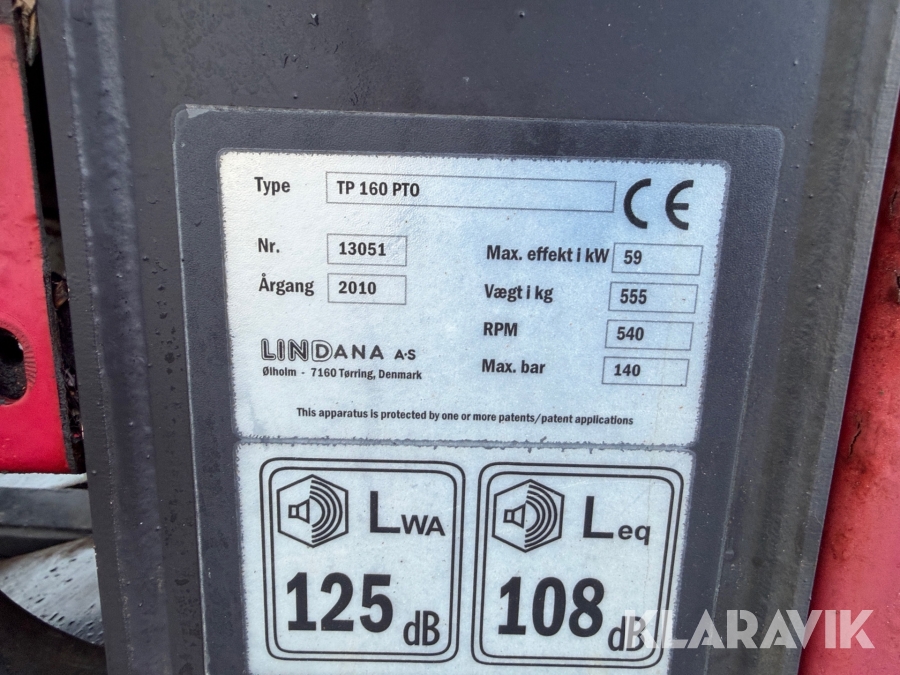 Type TP 160 PTO CE
Nr. 13051 Max. effekt i kW 59
Årgang 2010 Vægt i kg 555
RPM 540
LINDANA A·S Max. bar 140
Ølholm - 7160 Tørring, Denmark
This apparatus is protected by one or more patents/patent applications
LWA Leq
125 dB 108 dB
KLARAVIK